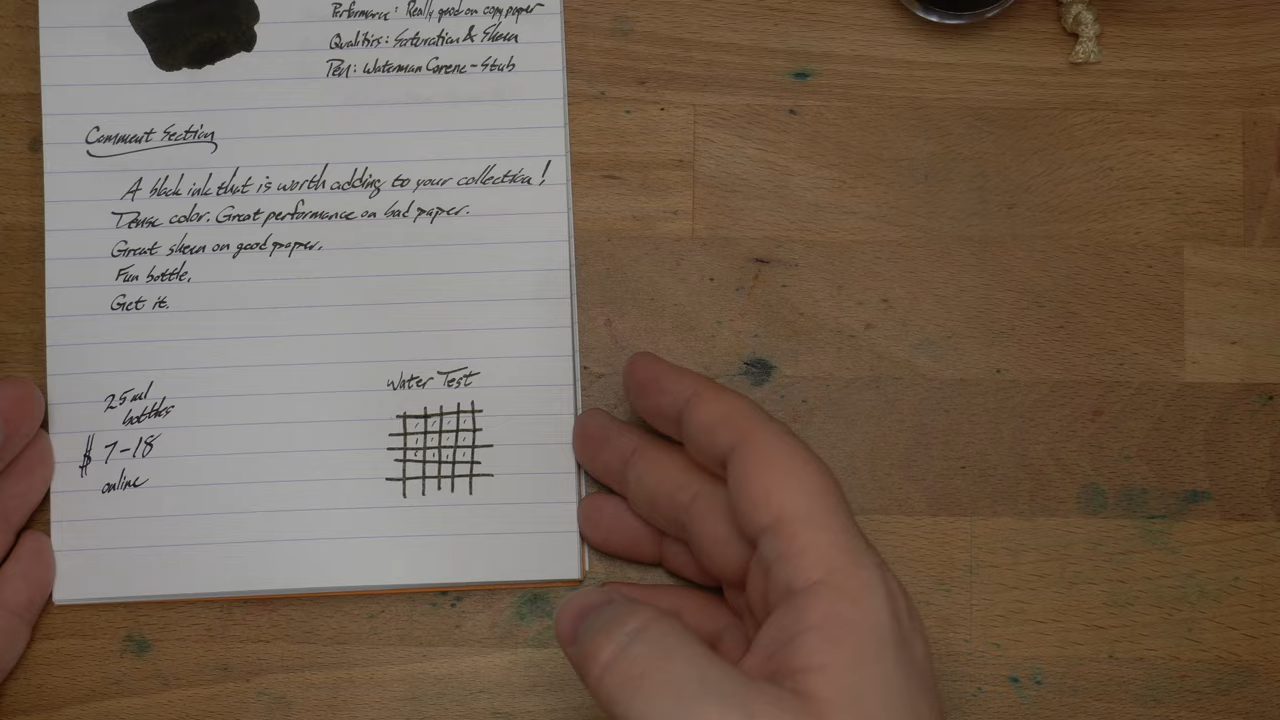 Performance: Really good on copy paper
Qualities: Saturation & Sheen
Pen: Waterman Carene - Stub
Comment Section
A black ink that is worth adding to your collection!
Dense color. Great performance on bad paper.
Great sheen on good paper.
Fun bottle.
Get it.
25ml
bottles
$ 7-18
online
Water Test